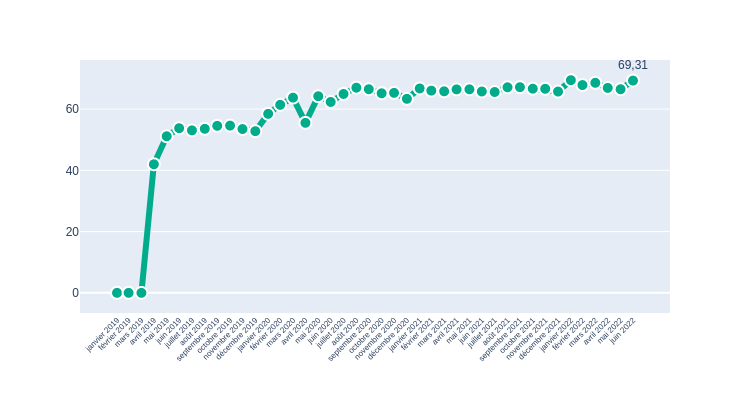 69,31
60
40
20
0
janvier 2019
février 2019
mars 2019
avril 2019
mai 2019
juin 2019
juillet 2019
août 2019
septembre 2019
octobre 2019
novembre 2019
décembre 2019
janvier 2020
février 2020
mars 2020
avril 2020
mai 2020
juin 2020
juillet 2020
août 2020
septembre 2020
octobre 2020
novembre 2020
décembre 2020
janvier 2021
février 2021
mars 2021
avril 2021
mai 2021
juin 2021
juillet 2021
août 2021
septembre 2021
octobre 2021
novembre 2021
décembre 2021
janvier 2022
février 2022
mars 2022
avril 2022
mai 2022
juin 2022